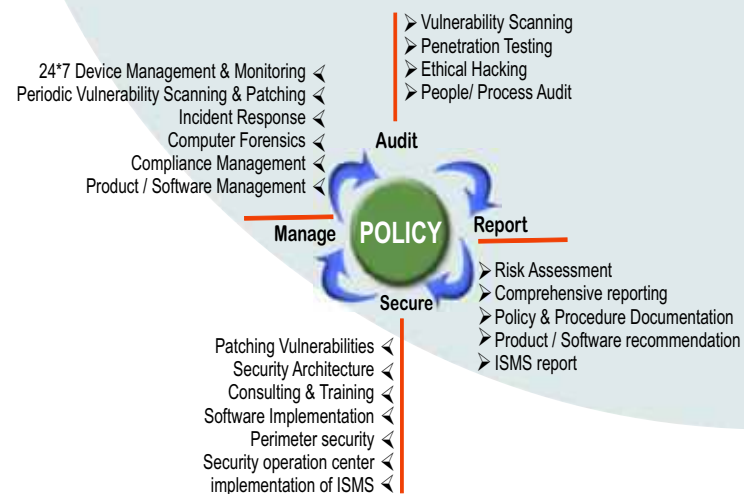 Vulnerability Scanning
Penetration Testing
Ethical Hacking
People/ Process Audit
Audit
24*7 Device Management & Monitoring
Periodic Vulnerability Scanning & Patching
Incident Response
Computer Forensics
Compliance Management
Product / Software Management
Manage
POLICY
Report
Risk Assessment
Comprehensive reporting
Policy & Procedure Documentation
Product / Software recommendation
ISMS report
Secure
Patching Vulnerabilities
Security Architecture
Consulting & Training
Software Implementation
Perimeter security
Security operation center
implementation of ISMS